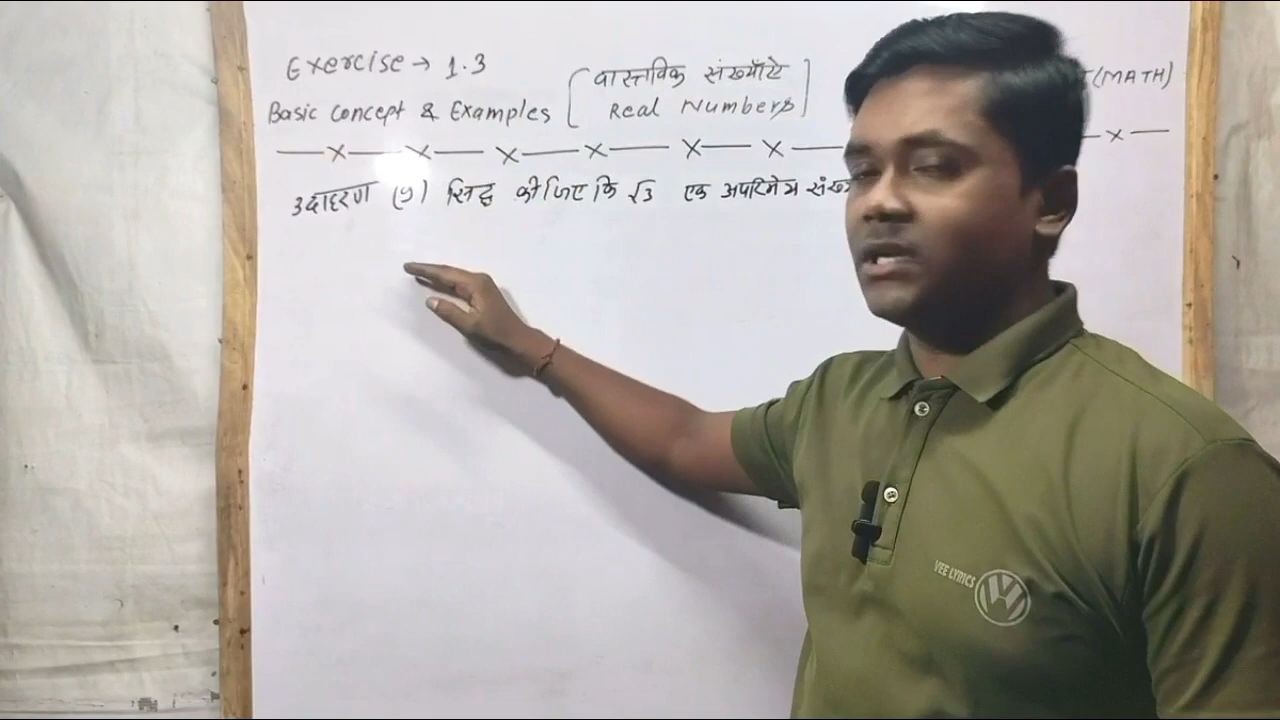 Exercise → 1.3
Basic Concept & Examples [वास्तविक संख्याँए
Real Numbers]
(MATH)
उदाहरण (9) सिद्ध कीजिए कि √3 एक अपरिमेय संख्
VEE LYRICS